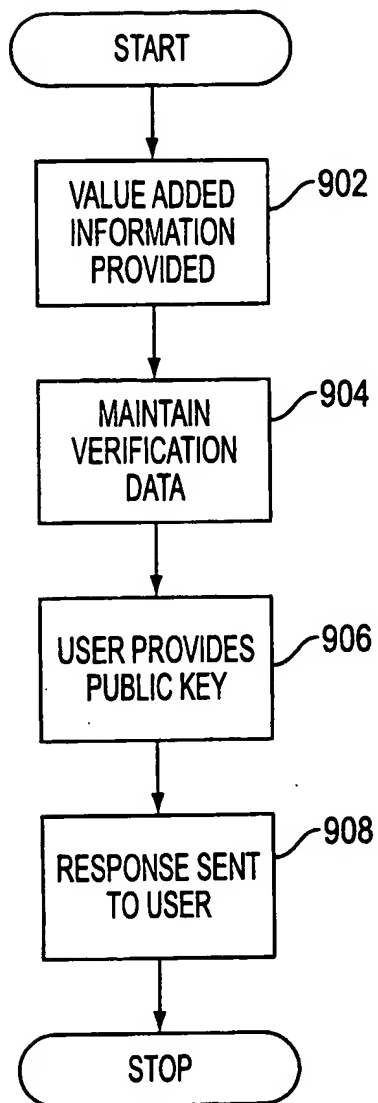 START
VALUE ADDED
INFORMATION
PROVIDED
902
MAINTAIN
VERIFICATION
DATA
904
USER PROVIDES
PUBLIC KEY
906
RESPONSE SENT
TO USER
908
STOP